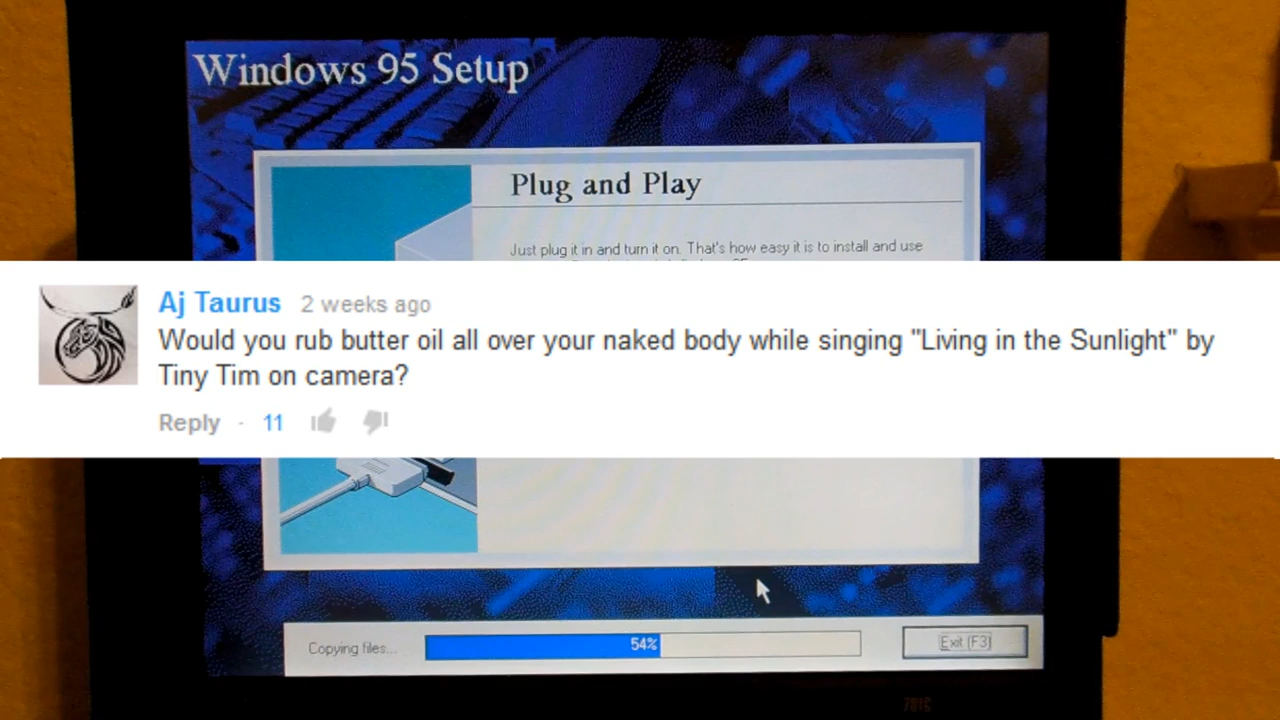 Windows 95 Setup
Plug and Play
Just plug it in and turn it on. That's how easy it is to install and use
Aj Taurus 2 weeks ago
Would you rub butter oil all over your naked body while singing "Living in the Sunlight" by
Tiny Tim on camera?
Reply · 11
Copying files... 54% Exit (F3)